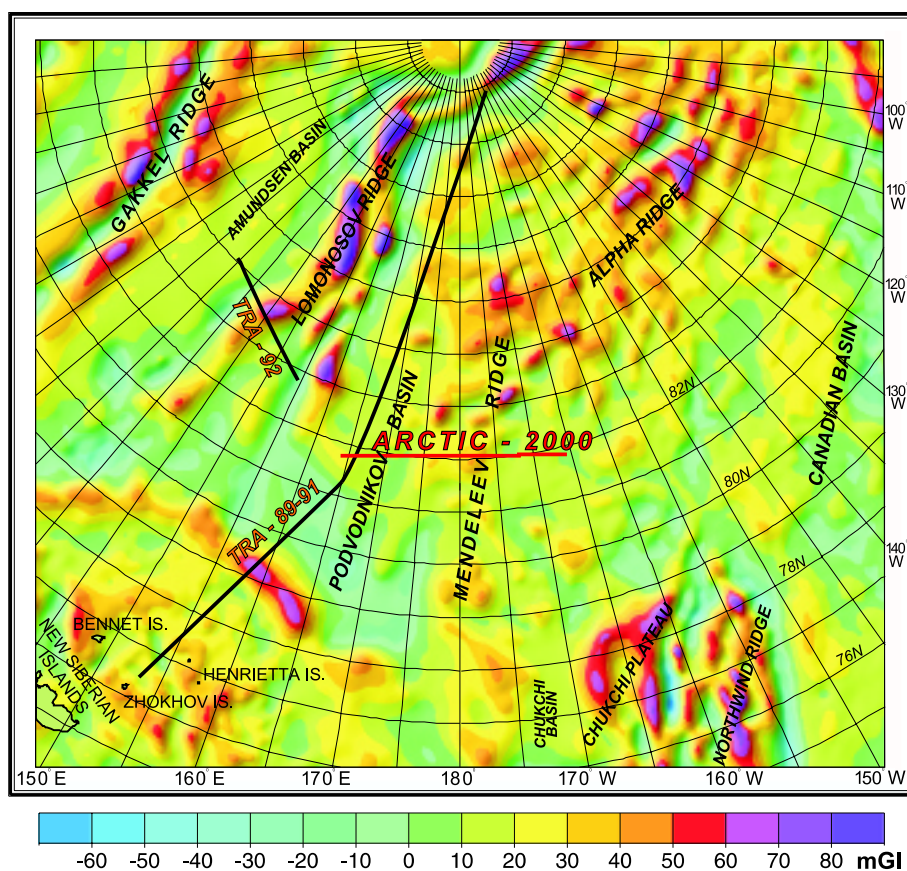 GAKKEL RIDGE
AMUNDSEN BASIN
LOMONOSOV RIDGE
ALPHA RIDGE
100° W
110° W
120° W
130° W
140° W
TRA - 92
CANADIAN BASIN
82N
80N
78N
76N
ARCTIC - 2000
PODVODNIKOV BASIN
MENDELEEV RIDGE
TRA - 89-91
BENNET IS.
NEW SIBERIAN
ISLANDS
HENRIETTA IS.
ZHOKHOV IS.
CHUKCHI
BASIN
CHUKCHI PLATEAU
NORTHWIND RIDGE
150°E 160°E 170°E 180° 170°W 160°W 150°W
-60 -40 -30 -20 -10 0 10 20 30 40 50 60 70 80 mGl